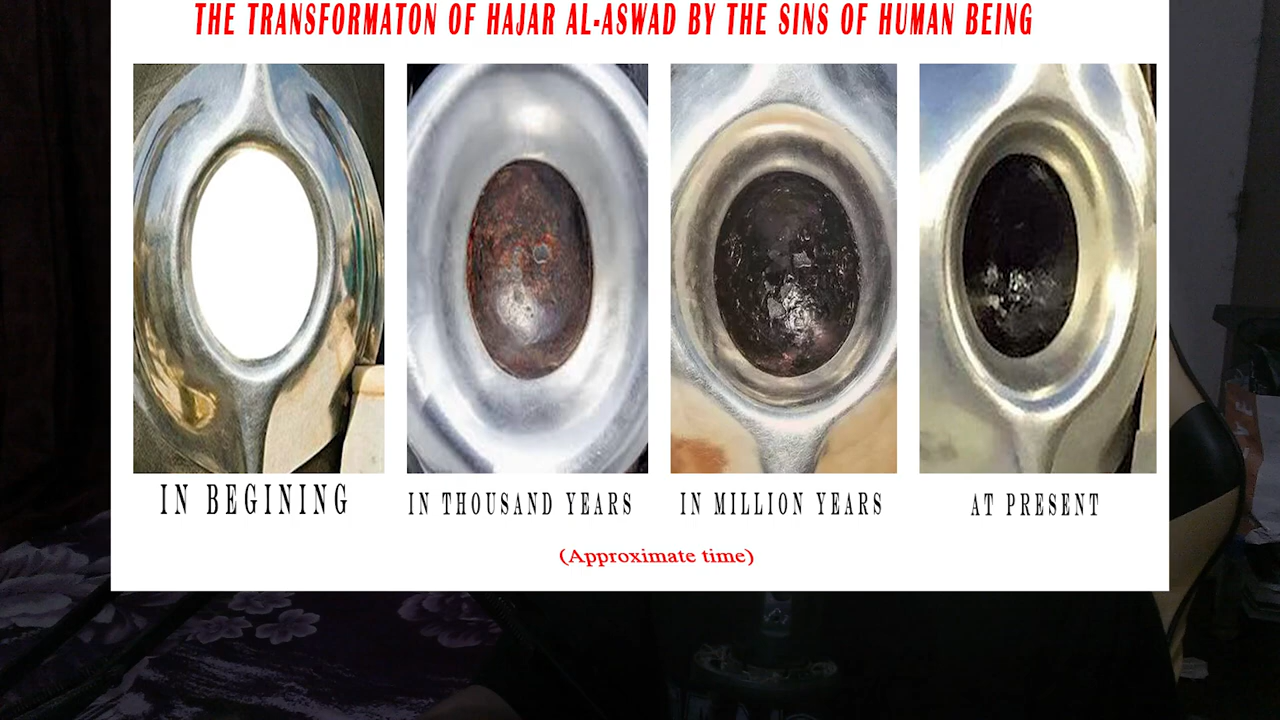 THE TRANSFORMATON OF HAJAR AL-ASWAD BY THE SINS OF HUMAN BEING
IN BEGINING
IN THOUSAND YEARS
IN MILLION YEARS
AT PRESENT
(Approximate time)